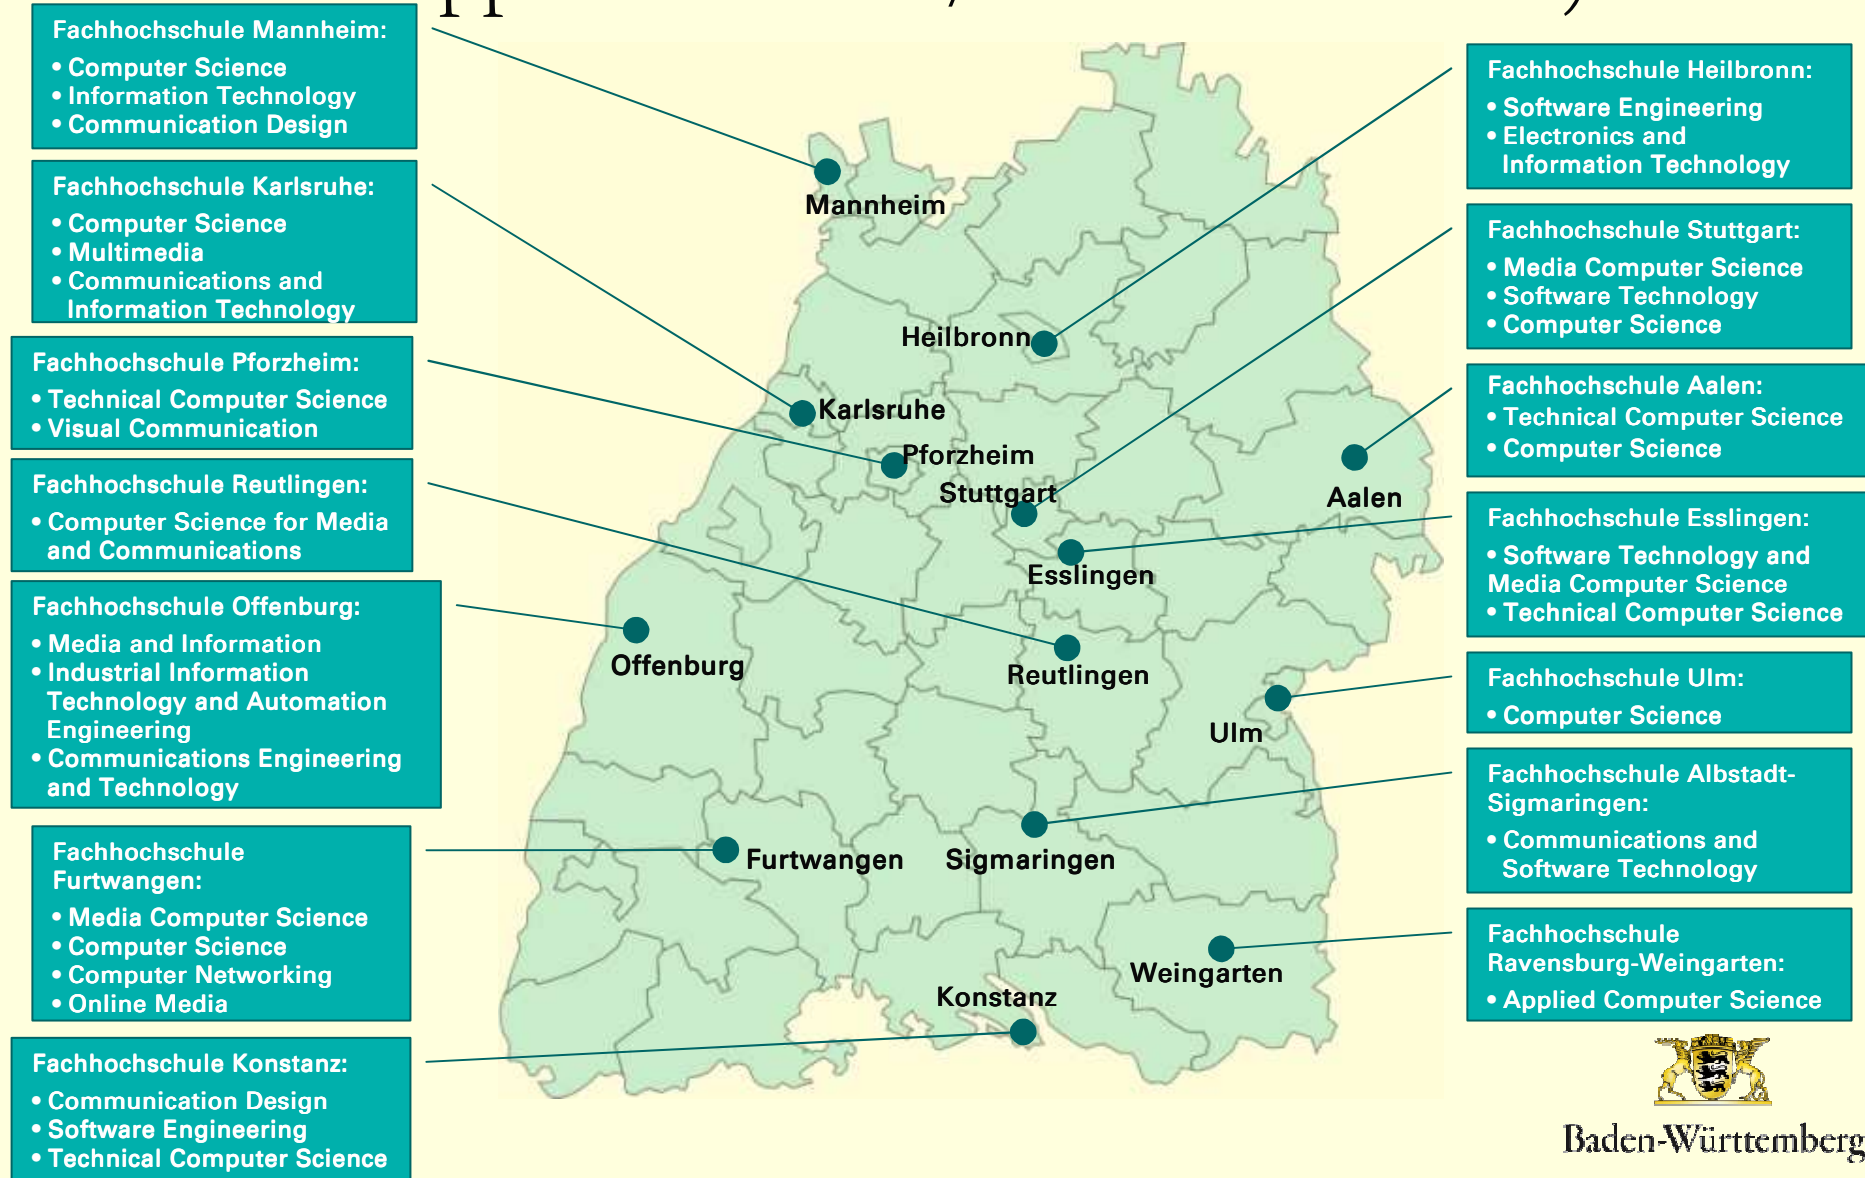 Fachhochschule Mannheim:
• Computer Science
• Information Technology
• Communication Design
Fachhochschule Karlsruhe:
• Computer Science
• Multimedia
• Communications and
Information Technology
Fachhochschule Pforzheim:
• Technical Computer Science
• Visual Communication
Fachhochschule Reutlingen:
• Computer Science for Media
and Communications
Fachhochschule Offenburg:
• Media and Information
• Industrial Information
Technology and Automation
Engineering
• Communications Engineering
and Technology
Fachhochschule
Furtwangen:
• Media Computer Science
• Computer Science
• Computer Networking
• Online Media
Fachhochschule Konstanz:
• Communication Design
• Software Engineering
• Technical Computer Science
Mannheim
Heilbronn
Karlsruhe
Pforzheim
Stuttgart
Aalen
Esslingen
Offenburg
Reutlingen
Ulm
Furtwangen
Sigmaringen
Weingarten
Konstanz
Fachhochschule Heilbronn:
• Software Engineering
• Electronics and
Information Technology
Fachhochschule Stuttgart:
• Media Computer Science
• Software Technology
• Computer Science
Fachhochschule Aalen:
• Technical Computer Science
• Computer Science
Fachhochschule Esslingen:
• Software Technology and
Media Computer Science
• Technical Computer Science
Fachhochschule Ulm:
• Computer Science
Fachhochschule Albstadt-
Sigmaringen:
• Communications and
Software Technology
Fachhochschule
Ravensburg-Weingarten:
• Applied Computer Science
Baden-Württemberg